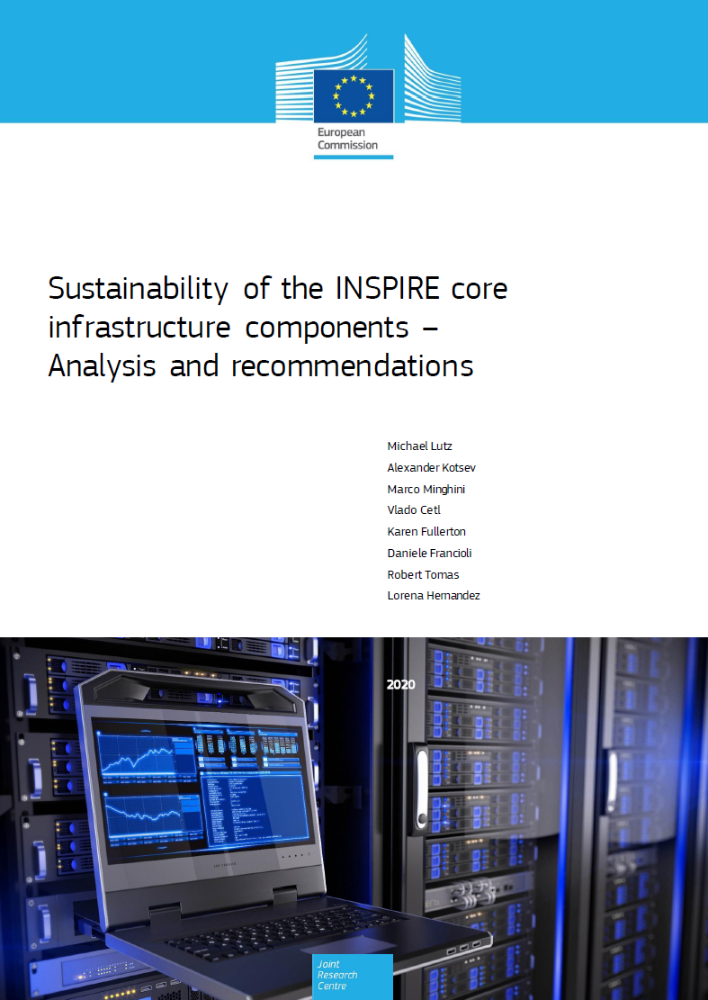 European
Commission
Sustainability of the INSPIRE core
infrastructure components –
Analysis and recommendations
Michael Lutz
Alexander Kotsev
Marco Minghini
Vlado Cetl
Karen Fullerton
Daniele Francioli
Robert Tomas
Lorena Hernandez
2020
Joint
Research
Centre